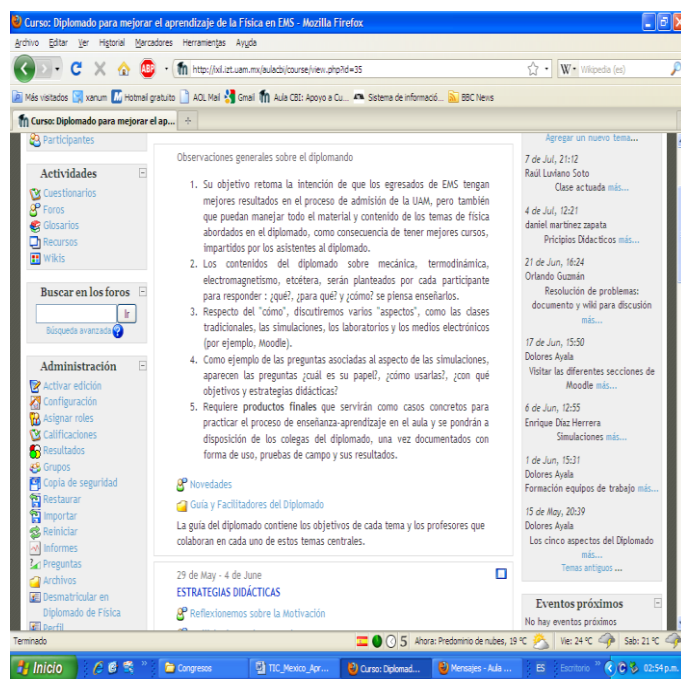 Curso: Diplomado para mejorar el aprendizaje de la Física en EMS - Mozilla Firefox
Archivo Editar Ver Historial Marcadores Herramientas Ayuda
http://lxil.izt.uam.mx/aulacbi/course/view.php?id=35
W Wikipedia (es)
Más visitados xanum Hotmail gratuito AOL Mail Gmail Aula CBI: Apoyo a Cu... Sistema de informació... BBC News
Curso: Diplomado para mejorar el ap...
Participantes
Actividades
Cuestionarios
Foros
Glosarios
Recursos
Wikis
Buscar en los foros
Ir
Búsqueda avanzada
Administración
Activar edición
Configuración
Asignar roles
Calificaciones
Resultados
Grupos
Copia de seguridad
Restaurar
Importar
Reiniciar
Informes
Preguntas
Archivos
Desmatricular en
Diplomado de Física
Perfil
Observaciones generales sobre el diplomando
1. Su objetivo retoma la intención de que los egresados de EMS tengan
mejores resultados en el proceso de admisión de la UAM, pero también
que puedan manejar todo el material y contenido de los temas de física
abordados en el diplomado, como consecuencia de tener mejores cursos,
impartidos por los asistentes al diplomado.
2. Los contenidos del diplomado sobre mecánica, termodinámica,
electromagnetismo, etcétera, serán planteados por cada participante
para responder : ¿qué?, ¿para qué? y ¿cómo? se piensa enseñarlos.
3. Respecto del "cómo", discutiremos varios "aspectos", como las clases
tradicionales, las simulaciones, los laboratorios y los medios electrónicos
(por ejemplo, Moodle).
4. Como ejemplo de las preguntas asociadas al aspecto de las simulaciones,
aparecen las preguntas ¿cuál es su papel?, ¿cómo usarlas?, ¿con qué
objetivos y estrategias didácticas?
5. Requiere productos finales que servirán como casos concretos para
practicar el proceso de enseñanza-aprendizaje en el aula y se pondrán a
disposición de los colegas del diplomado, una vez documentados con
forma de uso, pruebas de campo y sus resultados.
Novedades
Guía y Facilitadores del Diplomado
La guía del diplomado contiene los objetivos de cada tema y los profesores que
colaboran en cada uno de estos temas centrales.
29 de May - 4 de June
ESTRATEGIAS DIDÁCTICAS
Reflexionemos sobre la Motivación
Agregar un nuevo tema...
7 de Jul, 21:12
Raúl Luviano Soto
Clase actuada más...
4 de Jul, 12:21
daniel martinez zapata
Pricipios Didacticos más...
21 de Jun, 16:24
Orlando Guzmán
Resolución de problemas:
documento y wiki para discusión
más...
17 de Jun, 15:50
Dolores Ayala
Visitar las diferentes secciones de
Moodle más...
6 de Jun, 12:55
Enrique Díaz Herrera
Simulaciones más...
1 de Jun, 15:31
Dolores Ayala
Formación equipos de trabajo más...
15 de May, 20:39
Dolores Ayala
Los cinco aspectos del Diplomado
más...
Temas antiguos ...
Eventos próximos
No hay eventos próximos
Terminado
5 Ahora: Predominio de nubes, 19 ºC Vie: 24 ºC Sab: 21 ºC
Inicio Congresos TIC_Mexico_Apr... Curso: Diplomad... Mensajes - Aula ... ES Escritorio 02:54 p.m.